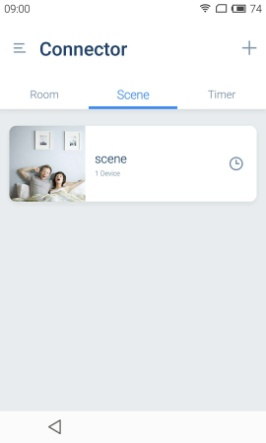 09:00
74
Connector
Room
Scene
Timer
scene
1 Device